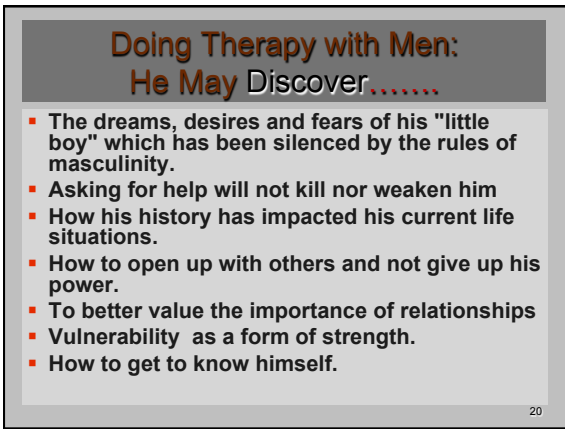 Doing Therapy with Men:
He May Discover…….
▪ The dreams, desires and fears of his "little
boy" which has been silenced by the rules of
masculinity.
▪ Asking for help will not kill nor weaken him
▪ How his history has impacted his current life
situations.
▪ How to open up with others and not give up his
power.
▪ To better value the importance of relationships
▪ Vulnerability as a form of strength.
▪ How to get to know himself.
20